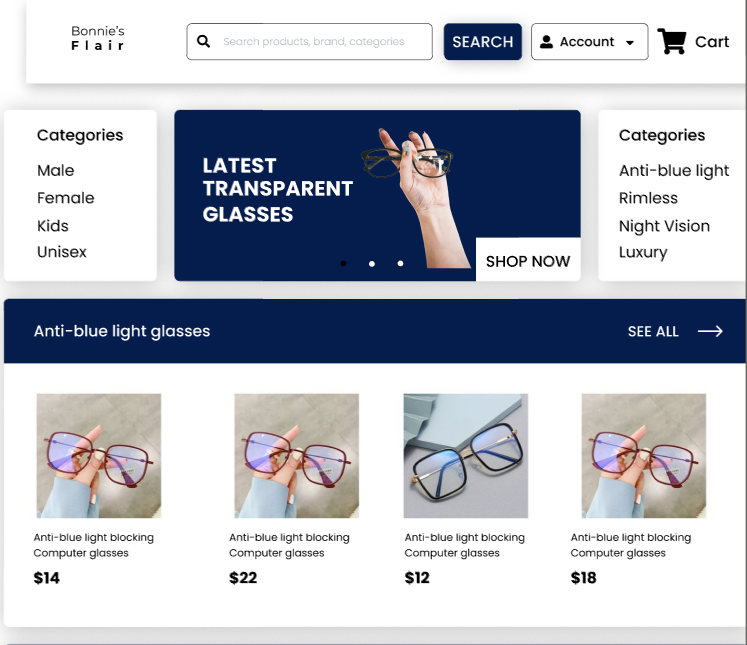 Bonnie's
Flair
Search products, brand, categories
SEARCH
Account
Cart
Categories
Male
Female
Kids
Unisex
LATEST
TRANSPARENT
GLASSES
SHOP NOW
Categories
Anti-blue light
Rimless
Night Vision
Luxury
Anti-blue light glasses
SEE ALL
Anti-blue light blocking
Computer glasses
$14
Anti-blue light blocking
Computer glasses
$22
Anti-blue light blocking
Computer glasses
$12
Anti-blue light blocking
Computer glasses
$18